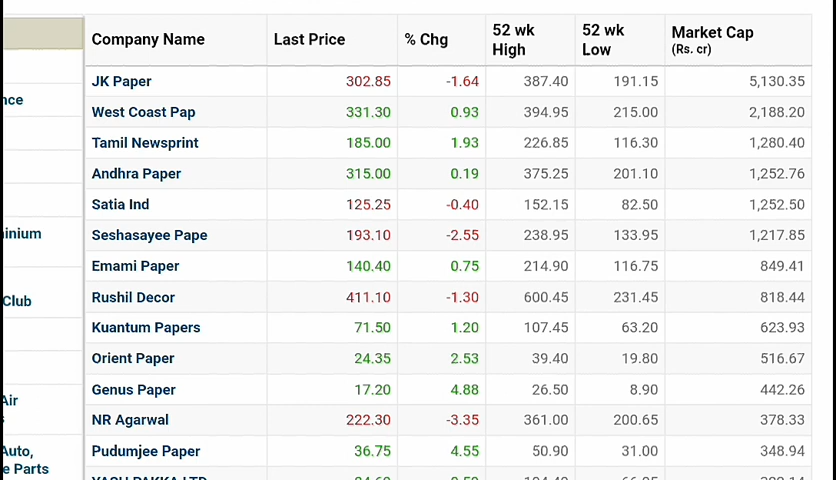 Company Name Last Price % Chg 52 wk High 52 wk Low Market Cap (Rs. cr)
JK Paper 302.85 -1.64 387.40 191.15 5,130.35
nce
West Coast Pap 331.30 0.93 394.95 215.00 2,188.20
Tamil Newsprint 185.00 1.93 226.85 116.30 1,280.40
Andhra Paper 315.00 0.19 375.25 201.10 1,252.76
Satia Ind 125.25 -0.40 152.15 82.50 1,252.50
inium
Seshasayee Pape 193.10 -2.55 238.95 133.95 1,217.85
Emami Paper 140.40 0.75 214.90 116.75 849.41
Club
Rushil Decor 411.10 -1.30 600.45 231.45 818.44
Kuantum Papers 71.50 1.20 107.45 63.20 623.93
Orient Paper 24.35 2.53 39.40 19.80 516.67
Genus Paper 17.20 4.88 26.50 8.90 442.26
Air
s
NR Agarwal 222.30 -3.35 361.00 200.65 378.33
Auto,
e Parts
Pudumjee Paper 36.75 4.55 50.90 31.00 348.94